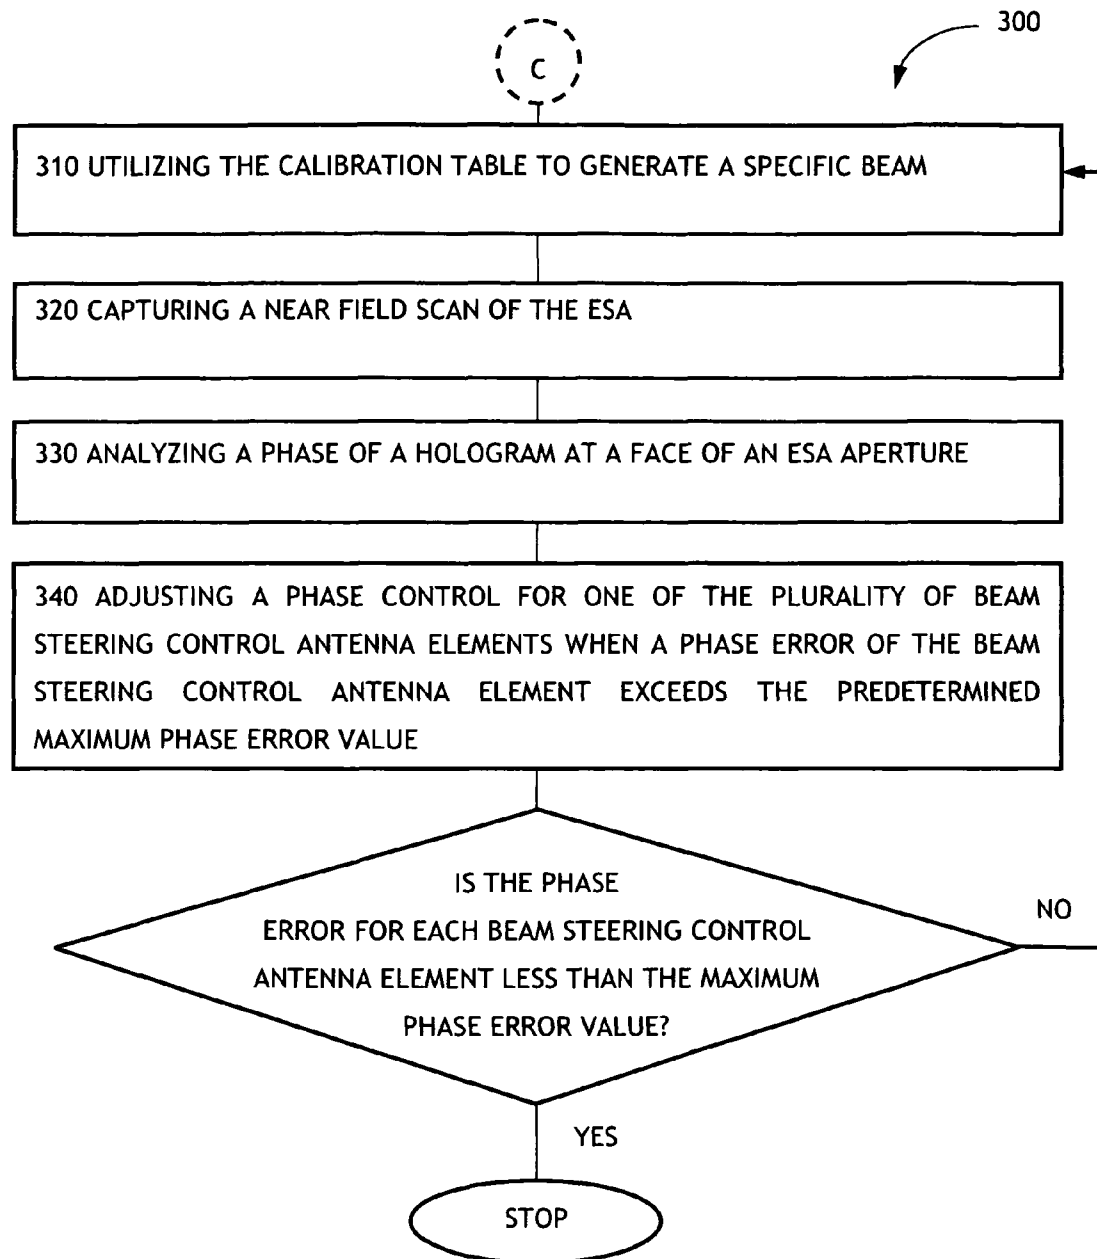 300
C
310 UTILIZING THE CALIBRATION TABLE TO GENERATE A SPECIFIC BEAM
320 CAPTURING A NEAR FIELD SCAN OF THE ESA
330 ANALYZING A PHASE OF A HOLOGRAM AT A FACE OF AN ESA APERTURE
340 ADJUSTING A PHASE CONTROL FOR ONE OF THE PLURALITY OF BEAM
STEERING CONTROL ANTENNA ELEMENTS WHEN A PHASE ERROR OF THE BEAM
STEERING CONTROL ANTENNA ELEMENT EXCEEDS THE PREDETERMINED
MAXIMUM PHASE ERROR VALUE
IS THE PHASE
ERROR FOR EACH BEAM STEERING CONTROL
ANTENNA ELEMENT LESS THAN THE MAXIMUM
PHASE ERROR VALUE?
NO
YES
STOP